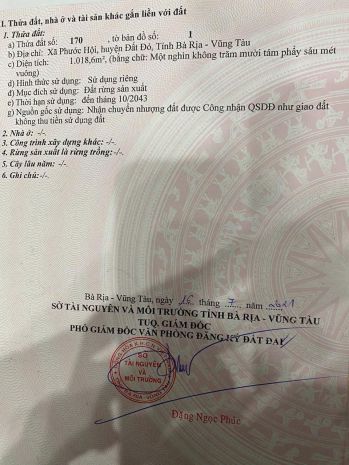 I. Thửa đất, nhà ở và tài sản khác gắn liền với đất
1. Thửa đất:
a) Thửa đất số: 170 , tờ bản đồ số: 1
b) Địa chỉ: Xã Phước Hội, huyện Đất Đỏ, Tỉnh Bà Rịa - Vũng Tàu
c) Diện tích: 1.018,6m², (bằng chữ: Một nghìn không trăm mười tám phẩy sáu mét
vuông)
d) Hình thức sử dụng: Sử dụng riêng
đ) Mục đích sử dụng: Đất rừng sản xuất
e) Thời hạn sử dụng: đến tháng 10/2043
g) Nguồn gốc sử dụng: Nhận chuyển nhượng đất được Công nhận QSDĐ như giao đất
không thu tiền sử dụng đất
2. Nhà ở: -/-
3. Công trình xây dựng khác: -/-
4. Rừng sản xuất là rừng trồng: -/-
5. Cây lâu năm: -/-
6. Ghi chú: -/-
Bà Rịa - Vũng Tàu, ngày 16 tháng 7 năm 2021
SỞ TÀI NGUYÊN VÀ MÔI TRƯỜNG TỈNH BÀ RỊA - VŨNG TÀU
TUQ. GIÁM ĐỐC
PHÓ GIÁM ĐỐC VĂN PHÒNG ĐĂNG KÝ ĐẤT ĐAI
SỞ
TÀI NGUYÊN
VÀ
MÔI TRƯỜNG
Đặng Ngọc Phúc